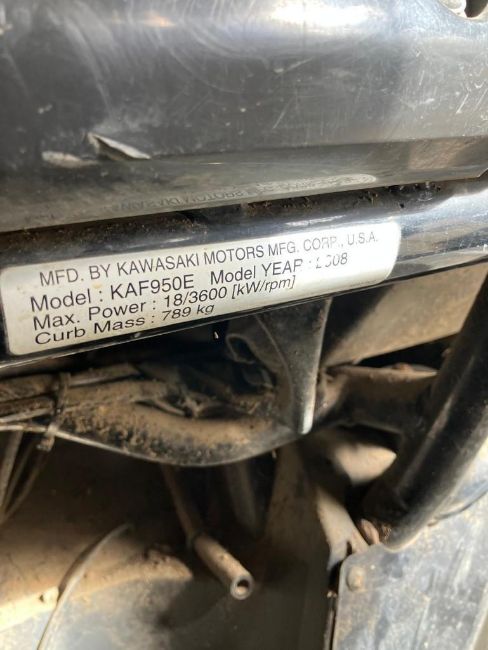 MFD. BY KAWASAKI MOTORS MFG. CORP., U.S.A.
Model : KAF950E Model YEAR :
Max. Power : 18/3600 [kW/rpm]
Curb Mass : 789 kg